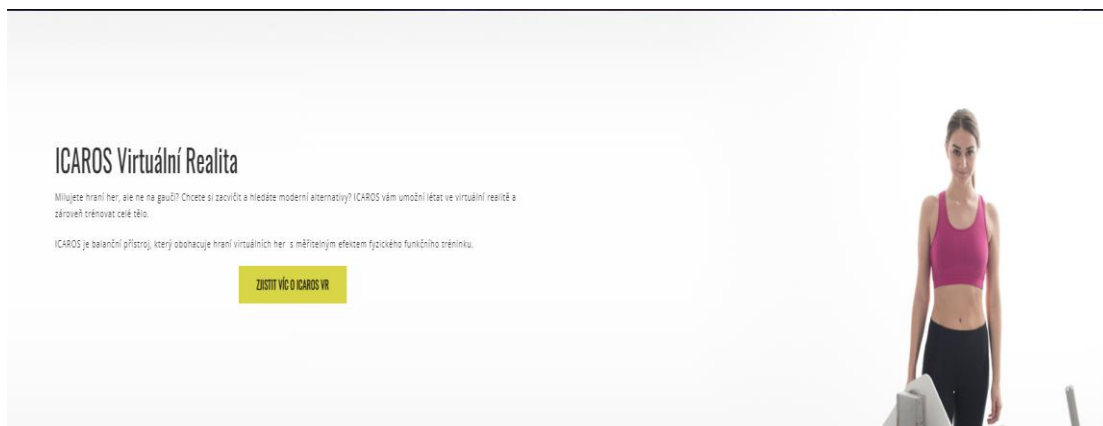 ICAROS Virtuální Realita
Milujete hraní her, ale ne na gauči? Chcete si zacvičit a hledáte moderní alternativy? ICAROS vám umožní létat ve virtuální realitě a
zároveň trénovat celé tělo.
ICAROS je balanční přístroj, který obohacuje hraní virtuálních her s měřitelným efektem fyzického funkčního tréninku.
ZJISTIT VÍC O ICAROS VR